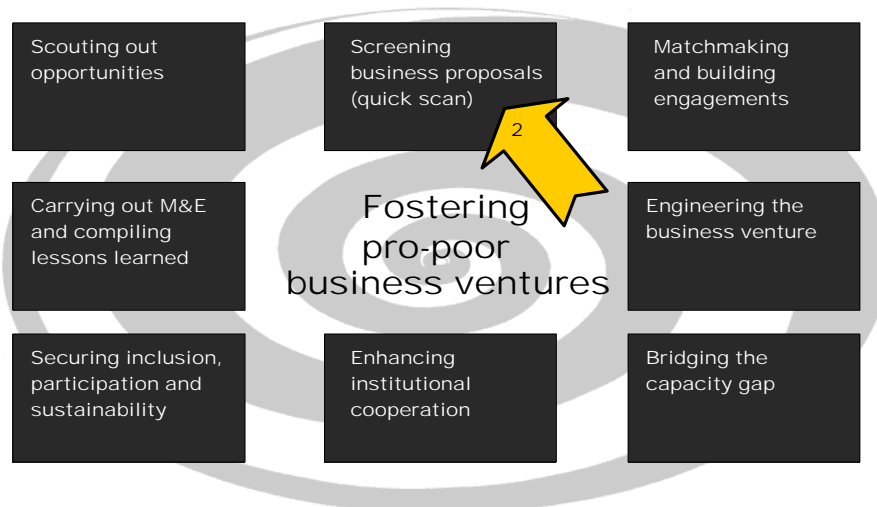 Scouting out
opportunities
Screening
business proposals
(quick scan)
2
Matchmaking
and building
engagements
Carrying out M&E
and compiling
lessons learned
Fostering
pro-poor
business ventures
Engineering the
business venture
Securing inclusion,
participation and
sustainability
Enhancing
institutional
cooperation
Bridging the
capacity gap